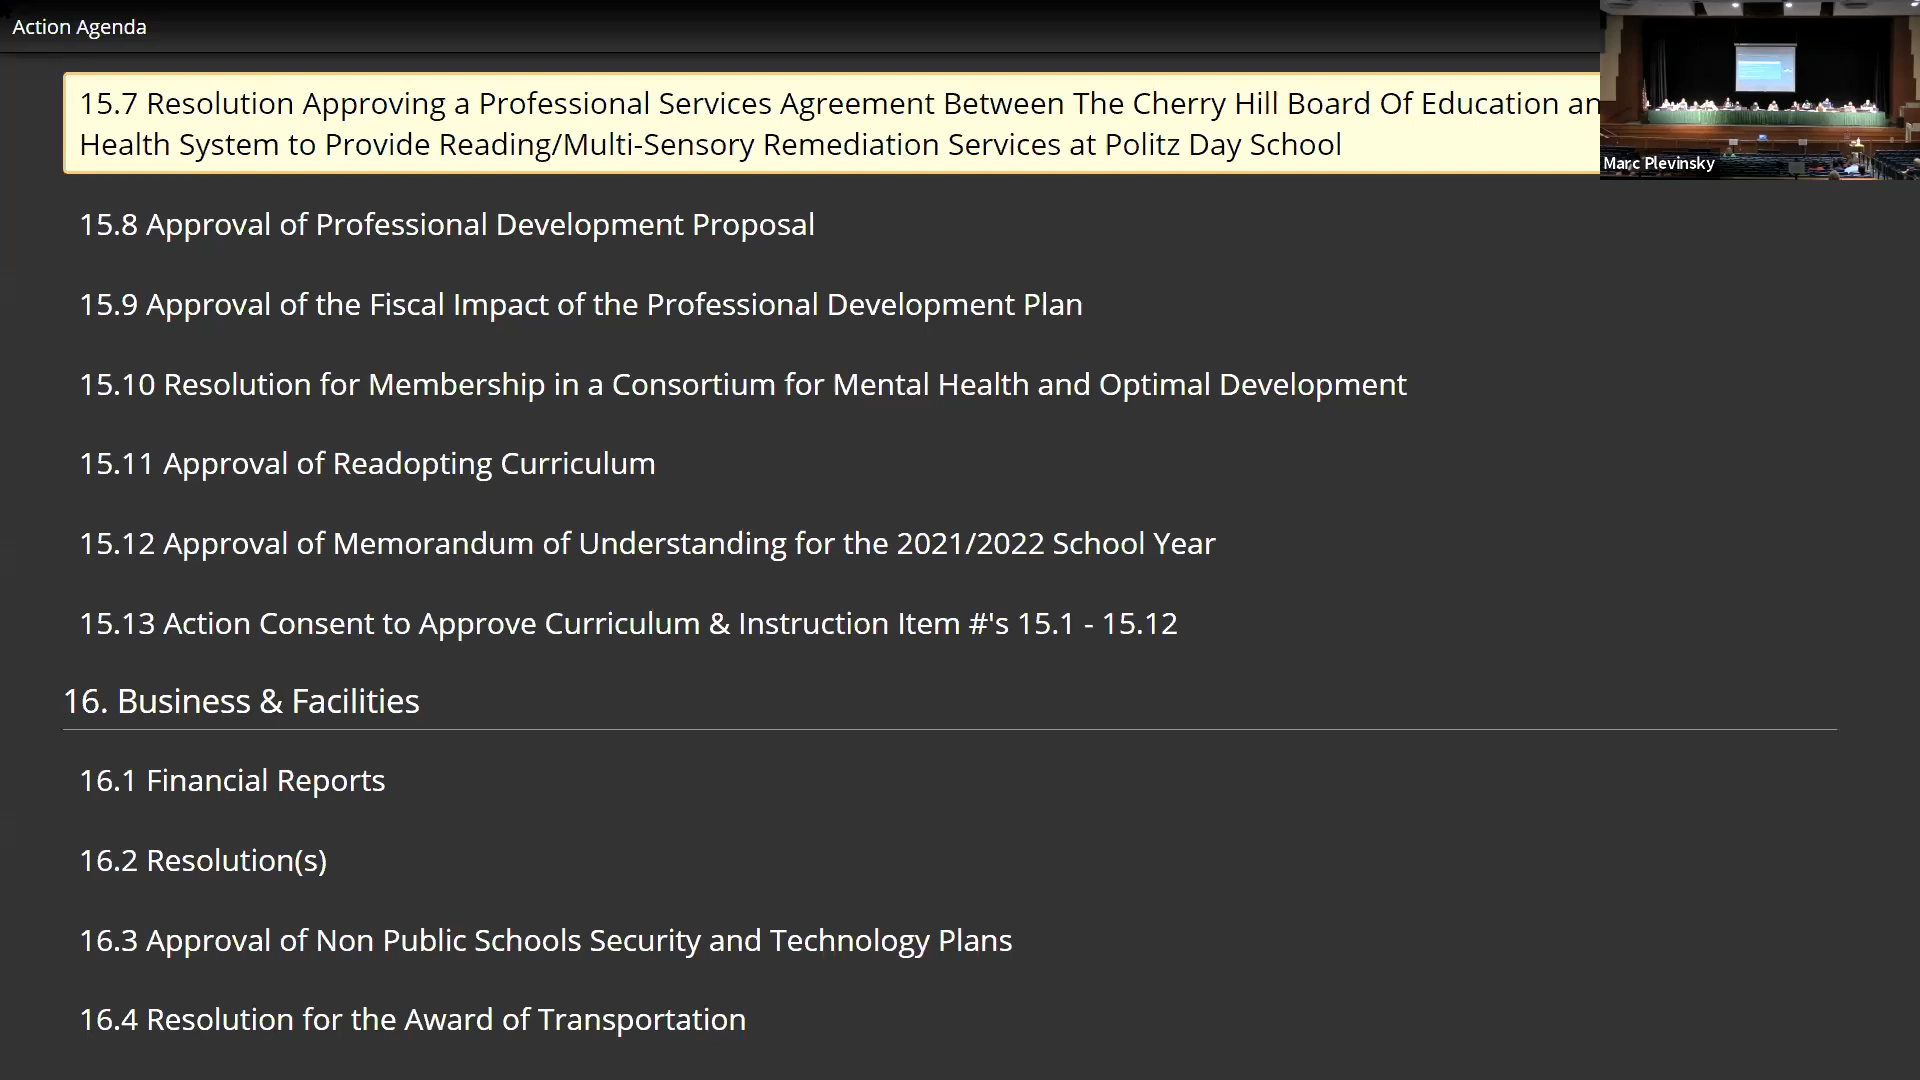 Action Agenda
15.7 Resolution Approving a Professional Services Agreement Between The Cherry Hill Board Of Education
Health System to Provide Reading/Multi-Sensory Remediation Services at Politz Day School
Marc Plevinsky
15.8 Approval of Professional Development Proposal
15.9 Approval of the Fiscal Impact of the Professional Development Plan
15.10 Resolution for Membership in a Consortium for Mental Health and Optimal Development
15.11 Approval of Readopting Curriculum
15.12 Approval of Memorandum of Understanding for the 2021/2022 School Year
15.13 Action Consent to Approve Curriculum & Instruction Item #'s 15.1 - 15.12
16. Business & Facilities
16.1 Financial Reports
16.2 Resolution(s)
16.3 Approval of Non Public Schools Security and Technology Plans
16.4 Resolution for the Award of Transportation